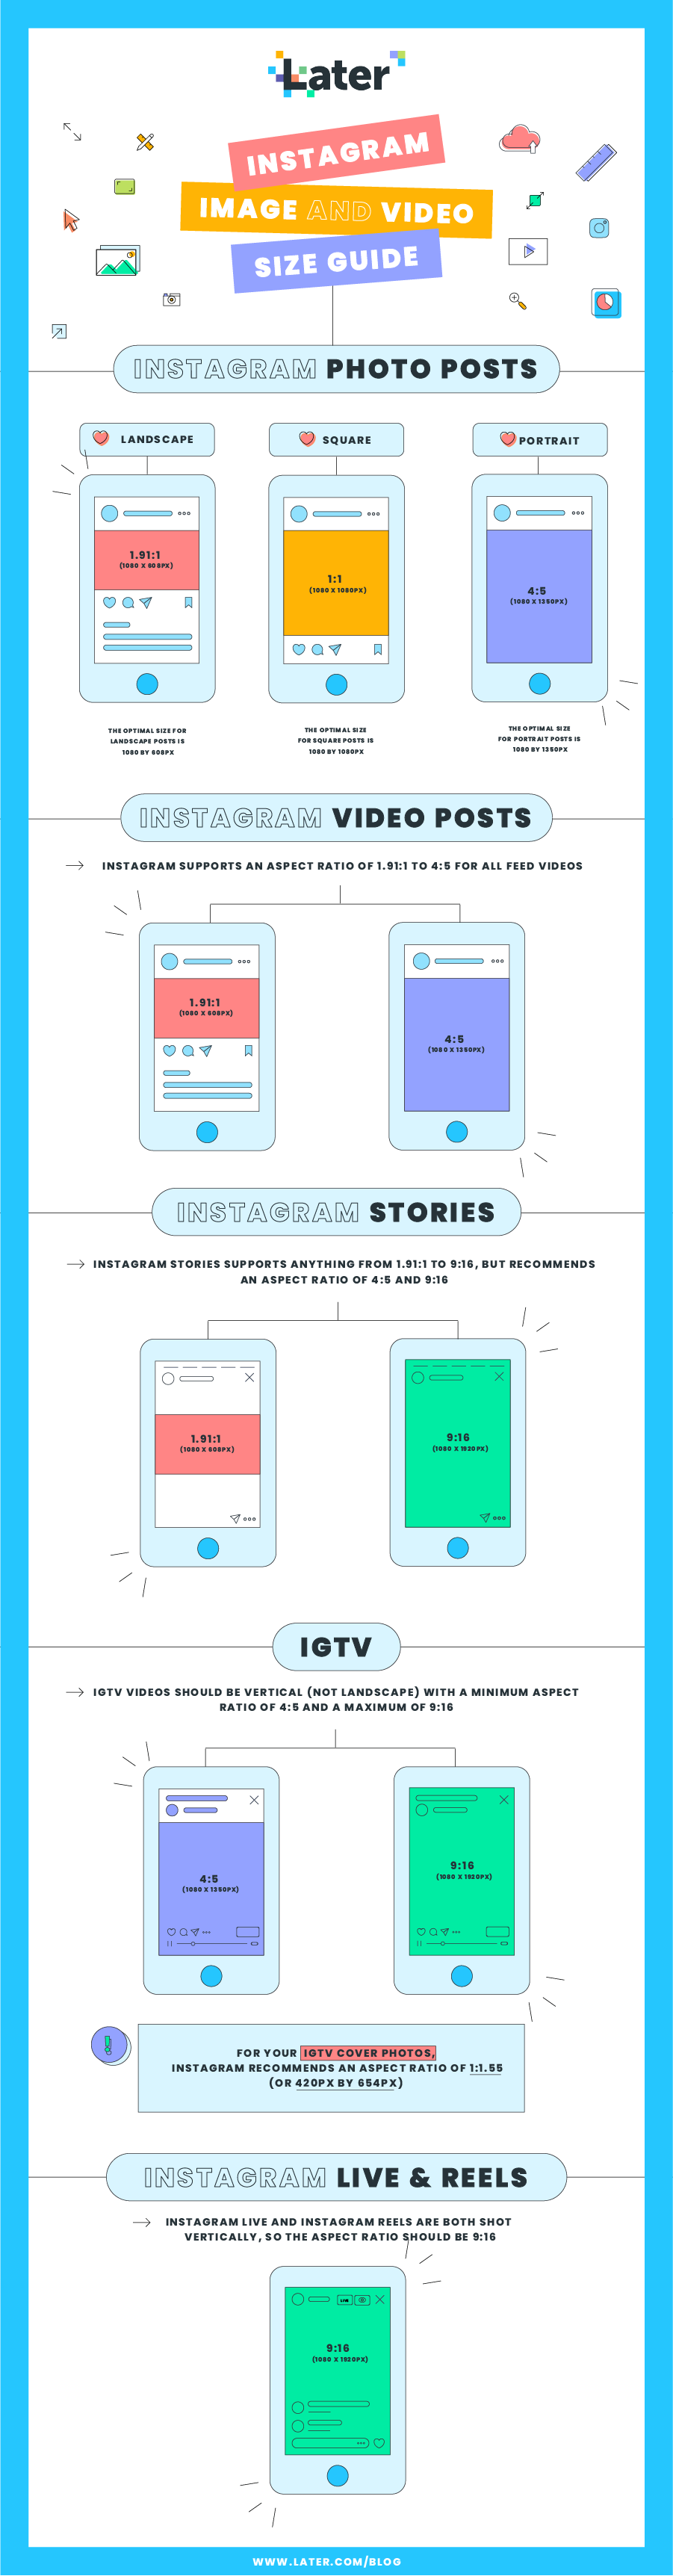 Later
INSTAGRAM
IMAGE AND VIDEO
SIZE GUIDE
INSTAGRAM PHOTO POSTS
LANDSCAPE
SQUARE
PORTRAIT
1.91:1
(1080 X 608PX)
1:1
(1080 X 1080PX)
4:5
(1080 X 1350PX)
THE OPTIMAL SIZE FOR
LANDSCAPE POSTS IS
1080 BY 608PX
THE OPTIMAL SIZE
FOR SQUARE POSTS IS
1080 BY 1080PX
THE OPTIMAL SIZE
FOR PORTRAIT POSTS IS
1080 BY 1350PX
INSTAGRAM VIDEO POSTS
INSTAGRAM SUPPORTS AN ASPECT RATIO OF 1.91:1 TO 4:5 FOR ALL FEED VIDEOS
1.91:1
(1080 X 608PX)
4:5
(1080 X 1350PX)
INSTAGRAM STORIES
INSTAGRAM STORIES SUPPORTS ANYTHING FROM 1.91:1 TO 9:16, BUT RECOMMENDS
AN ASPECT RATIO OF 4:5 AND 9:16
1.91:1
(1080 X 608PX)
9:16
(1080 X 1920PX)
IGTV
IGTV VIDEOS SHOULD BE VERTICAL (NOT LANDSCAPE) WITH A MINIMUM ASPECT
RATIO OF 4:5 AND A MAXIMUM OF 9:16
4:5
(1080 X 1350PX)
9:16
(1080 X 1920PX)
!
FOR YOUR IGTV COVER PHOTOS,
INSTAGRAM RECOMMENDS AN ASPECT RATIO OF 1:1.55
(OR 420PX BY 654PX)
INSTAGRAM LIVE & REELS
INSTAGRAM LIVE AND INSTAGRAM REELS ARE BOTH SHOT
VERTICALLY, SO THE ASPECT RATIO SHOULD BE 9:16
LIVE
9:16
(1080 X 1920PX)
WWW.LATER.COM/BLOG